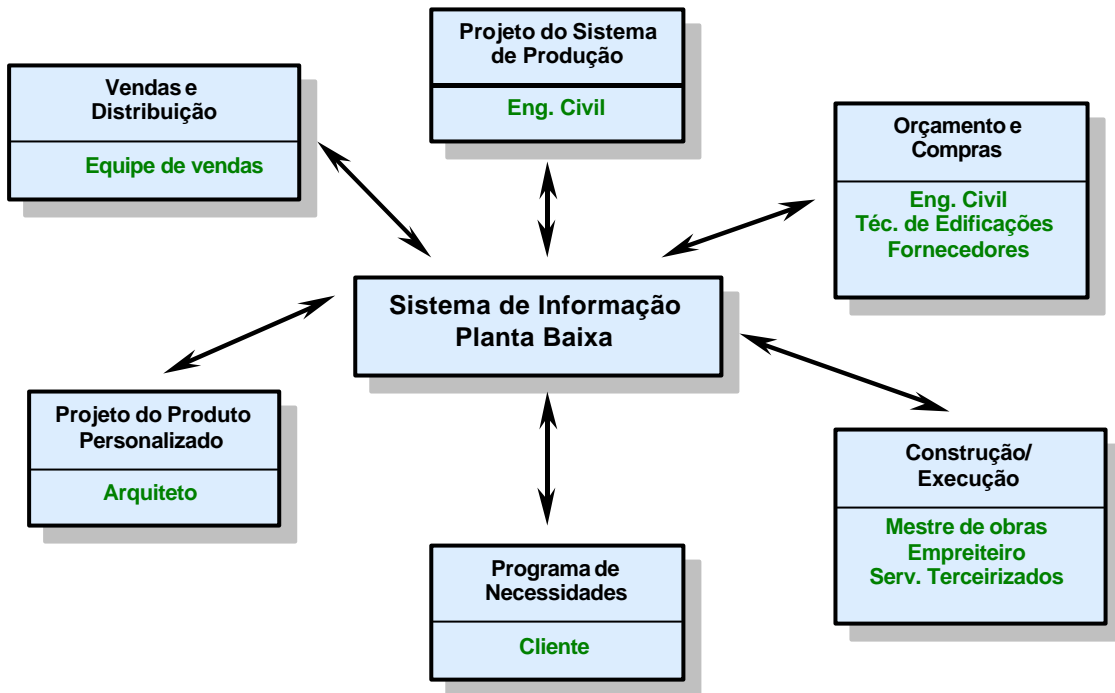 Projeto do Sistema
de Produção
Eng. Civil
Vendas e
Distribuição
Equipe de vendas
Orçamento e
Compras
Eng. Civil
Téc. de Edificações
Fornecedores
Sistema de Informação
Planta Baixa
Projeto do Produto
Personalizado
Arquiteto
Construção/
Execução
Mestre de obras
Empreiteiro
Serv. Terceirizados
Programa de
Necessidades
Cliente